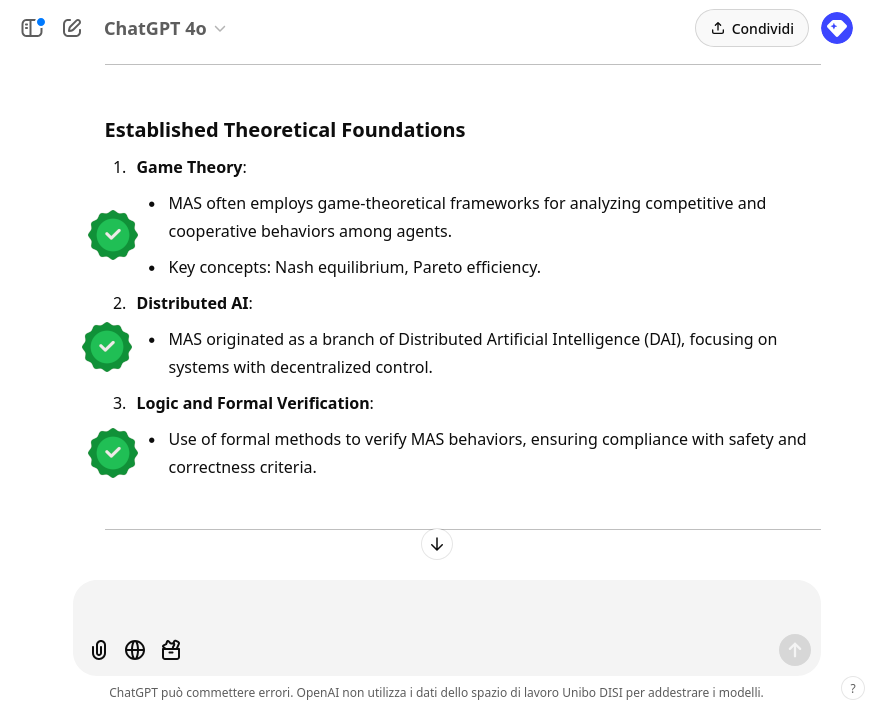 ChatGPT 4o
Condividi
Established Theoretical Foundations
1. Game Theory:
• MAS often employs game-theoretical frameworks for analyzing competitive and
cooperative behaviors among agents.
• Key concepts: Nash equilibrium, Pareto efficiency.
2. Distributed AI:
• MAS originated as a branch of Distributed Artificial Intelligence (DAI), focusing on
systems with decentralized control.
3. Logic and Formal Verification:
• Use of formal methods to verify MAS behaviors, ensuring compliance with safety and
correctness criteria.
ChatGPT può commettere errori. OpenAI non utilizza i dati dello spazio di lavoro Unibo DISI per addestrare i modelli.
?